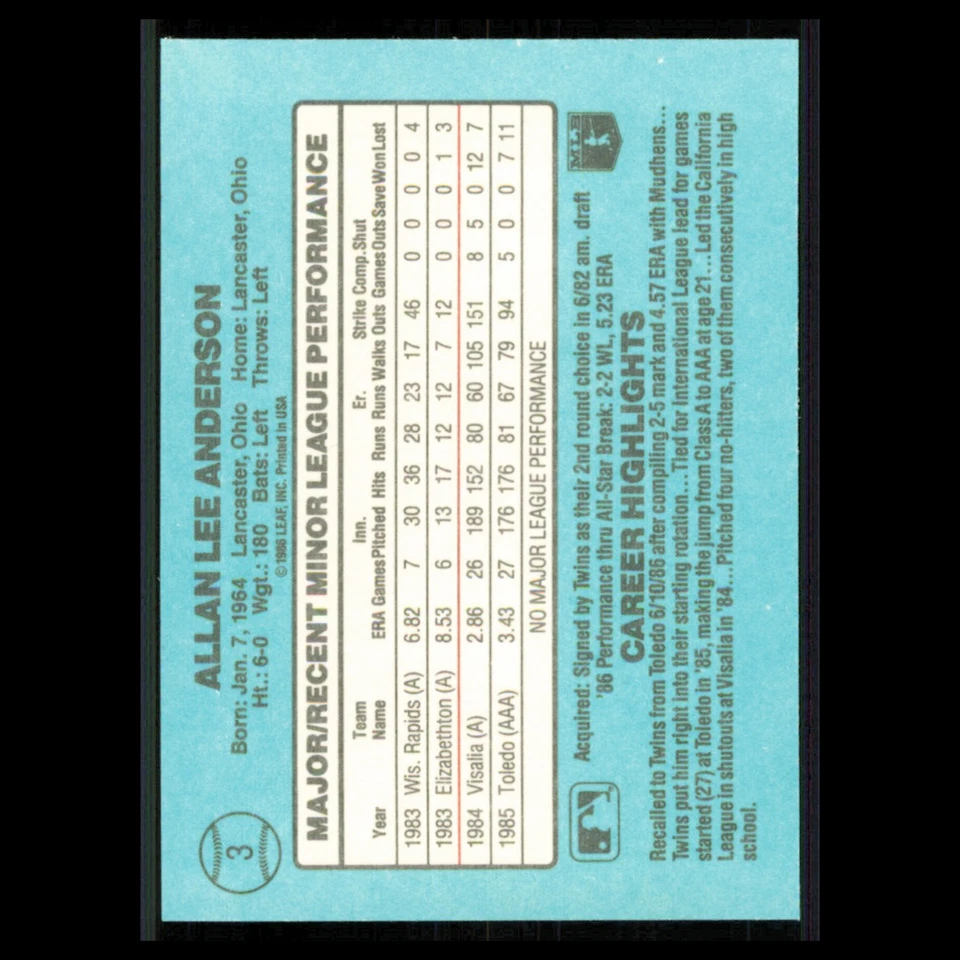 3
ALLAN LEE ANDERSON
Born: Jan. 7, 1964 Lancaster, Ohio Home: Lancaster, Ohio
Ht.: 6-0 Wgt.: 180 Bats: Left Throws: Left
©1986 LEAF, INC. Printed in USA
MAJOR/RECENT MINOR LEAGUE PERFORMANCE
Team Inn. Er. Strike Comp. Shut
Year Name ERA Games Pitched Hits Runs Runs Walks Outs Games Outs Save Won Lost
1983 Wis. Rapids (A) 6.82 7 30 36 28 23 17 46 0 0 0 0 4
1983 Elizabethton (A) 8.53 6 13 17 12 12 7 12 0 0 0 1 3
1984 Visalia (A) 2.86 26 189 152 80 60 105 151 8 5 0 12 7
1985 Toledo (AAA) 3.43 27 176 176 81 67 79 94 5 0 0 7 11
NO MAJOR LEAGUE PERFORMANCE
Acquired: Signed by Twins as their 2nd round choice in 6/82 am. draft
'86 Performance thru All-Star Break: 2-2 WL, 5.23 ERA
MLB
CAREER HIGHLIGHTS
Recalled to Twins from Toledo 6/10/86 after compiling 2-5 mark and 4.57 ERA with Mudhens...
Twins put him right into their starting rotation...Tied for International League lead for games
started (27) at Toledo in '85, making the jump from Class A to AAA at age 21...Led the California
League in shutouts at Visalia in '84...Pitched four no-hitters, two of them consecutively in high
school.